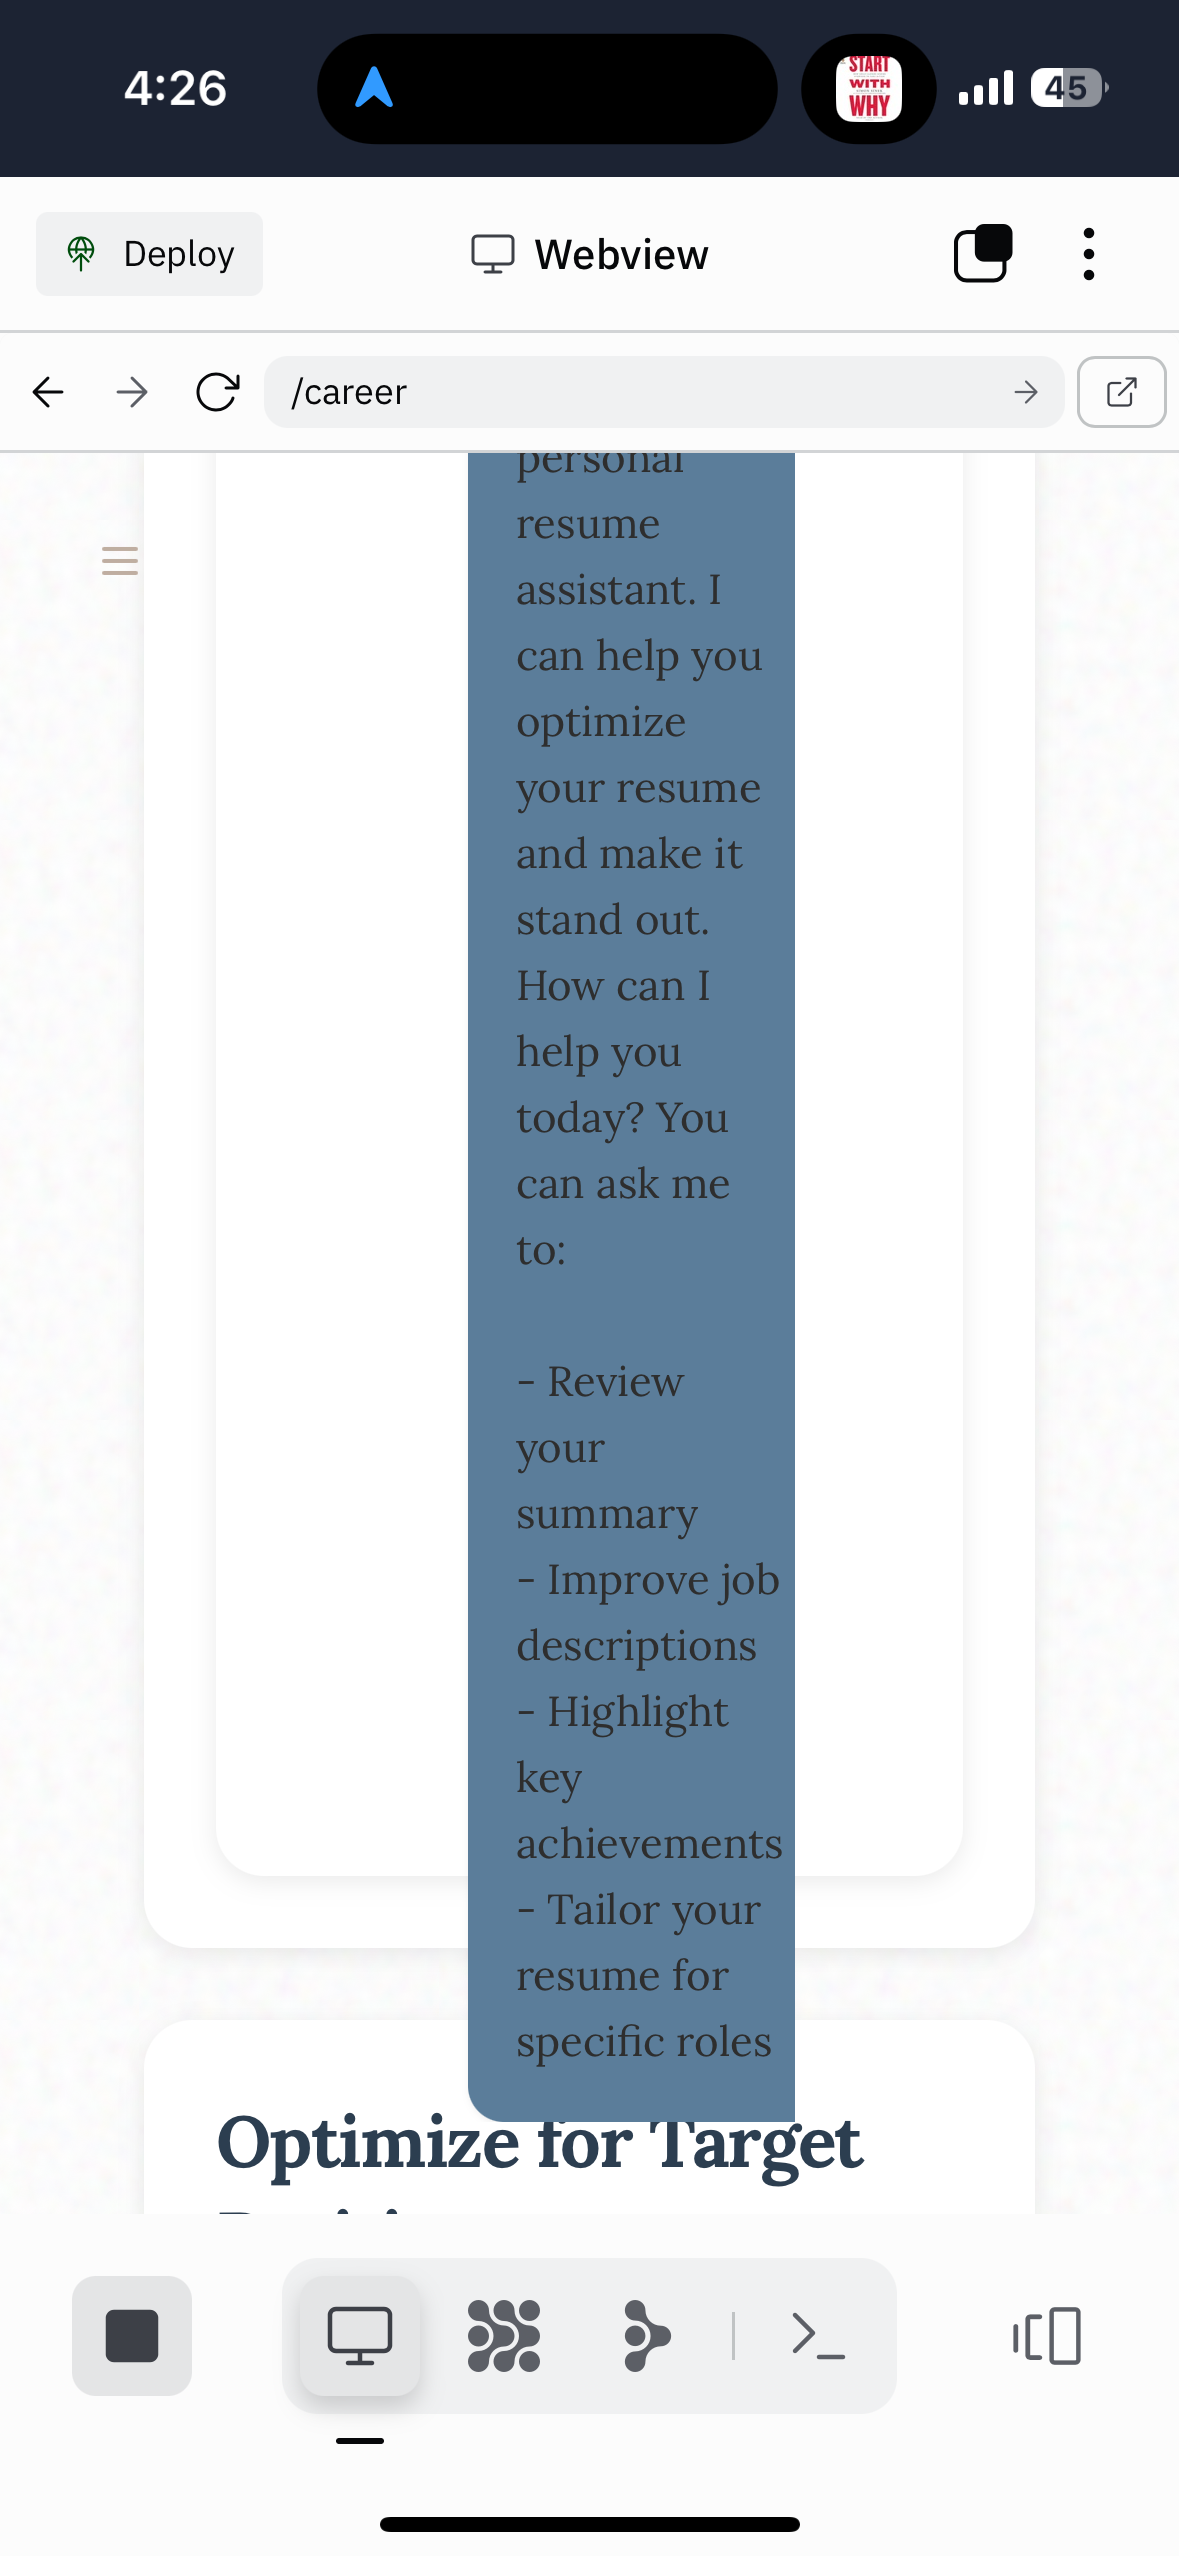 4:26
START
WITH
WHY
45
Deploy
Webview
/career
personal
resume
assistant. I
can help you
optimize
your resume
and make it
stand out.
How can I
help you
today? You
can ask me
to:
- Review
your
summary
- Improve job
descriptions
- Highlight
key
achievements
- Tailor your
resume for
specific roles
Optimize for Target